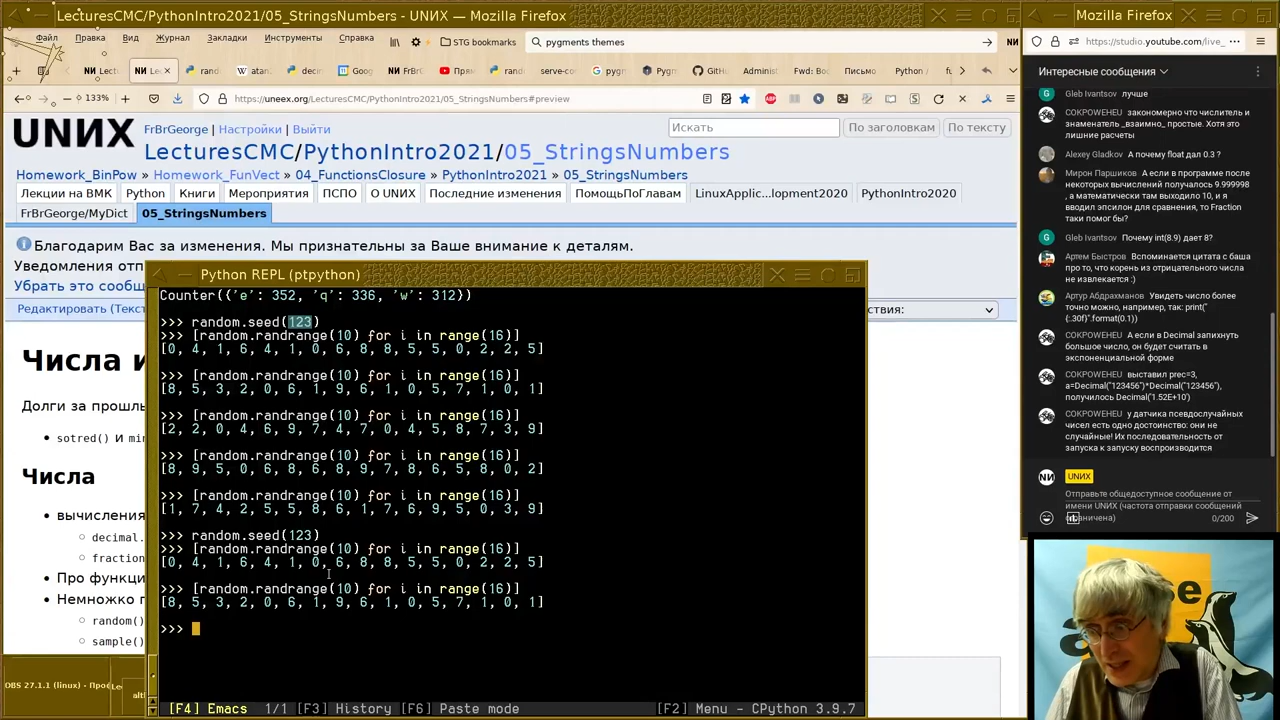 LecturesCMC/PythonIntro2021/05_StringsNumbers - UNИX — Mozilla Firefox
Файл Правка Вид Журнал Закладки Инструменты Справка
STG bookmarks
pygments themes
133%
https://uneex.org/LecturesCMC/PythonIntro2021/05_StringsNumbers#preview
UNИX
FrBrGeorge | Настройки | Выйти
Искать
По заголовкам
По тексту
LecturesCMC/PythonIntro2021/05_StringsNumbers
Homework_BinPow » Homework_FunVect » 04_FunctionsClosure » PythonIntro2021 » 05_StringsNumbers
Лекции на ВМК
Python
Книги
Мероприятия
ПСПО
О UNIX
Последние изменения
ПомощьПоГлавам
LinuxApplic...lopment2020
PythonIntro2020
FrBrGeorge/MyDict
05_StringsNumbers
Благодарим Вас за изменения. Мы признательны за Ваше внимание к деталям.
Уведомления отп
Убрать это сообщ
Редактировать (Текс
ствия:
Числа и
Долги за прошлы
sotred() и min
Числа
вычисления
decimal.
fraction
Про функци
Немножко п
random()
sample()
Python REPL (ptpython)
Counter({'e': 352, 'q': 336, 'w': 312})
>>> random.seed(123)
>>> [random.randrange(10) for i in range(16)]
[0, 4, 1, 6, 4, 1, 0, 6, 8, 8, 5, 5, 0, 2, 2, 5]
>>> [random.randrange(10) for i in range(16)]
[8, 5, 3, 2, 0, 6, 1, 9, 6, 1, 0, 5, 7, 1, 0, 1]
>>> [random.randrange(10) for i in range(16)]
[2, 2, 0, 4, 6, 9, 7, 4, 7, 0, 4, 5, 8, 7, 3, 9]
>>> [random.randrange(10) for i in range(16)]
[8, 9, 5, 0, 6, 8, 6, 8, 9, 7, 8, 6, 5, 8, 0, 2]
>>> [random.randrange(10) for i in range(16)]
[1, 7, 4, 2, 5, 5, 8, 6, 1, 7, 6, 9, 5, 0, 3, 9]
>>> random.seed(123)
>>> [random.randrange(10) for i in range(16)]
[0, 4, 1, 6, 4, 1, 0, 6, 8, 8, 5, 5, 0, 2, 2, 5]
>>> [random.randrange(10) for i in range(16)]
[8, 5, 3, 2, 0, 6, 1, 9, 6, 1, 0, 5, 7, 1, 0, 1]
>>>
[F4] Emacs 1/1 [F3] History [F6] Paste mode
[F2] Menu - CPython 3.9.7
Mozilla Firefox
https://studio.youtube.com/live_
Интересные сообщения
Gleb Ivantsov лучше
COKPOWEHEU закономерно что числитель и
знаменатель _взаимно_ простые. Хотя это
лишние расчеты
Alexey Gladkov А почему float дал 0.3 ?
Мирон Паршиков А если в программе после
некоторых вычислений получалось 9.999998
, а математически там выходило 10, и я
вводил эпсилон для сравнения, то Fraction
таки помог бы?
Gleb Ivantsov Почему int(8.9) дает 8?
Артем Быстров Вспоминается цитата с баша
про то, что корень из отрицательного числа
не извлекается :)
Артур Абдрахманов Увидеть число более
точно можно, например, так: print("
{:.30f}".format(0.1))
COKPOWEHEU А если в Decimal запихнуть
большое число, он будет считать в
экспоненциальной форме
COKPOWEHEU выставил prec=3,
a=Decimal("123456")*Decimal("123456"),
получилось Decimal('1.52E+10')
COKPOWEHEU у датчика псевдослучайных
чисел есть одно достоинство: они не
случайные! Их последовательность от
запуска к запуску воспроизводится
UNИX
Отправьте общедоступное сообщение от
имени UNИX (частота отправки сообщений
ограничена)
0/200